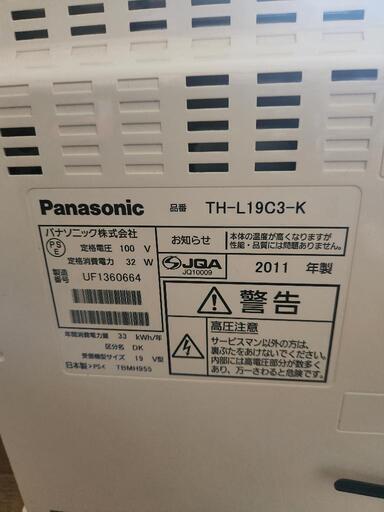 Panasonic 品番 TH-L19C3-K
パナソニック株式会社
PS
E
定格電圧 100 V
定格消費電力 32 W
製造番号 UF1360664
お知らせ
本体の温度が高くなりますが
性能・品質には問題ありません。
JQA
JQ10009
2011 年製
年間消費電力量 33 kWh/年
区分名 DK
受信機型サイズ 19 V型
日本製 >PS< TBMH955
警告
高圧注意
サービスマン以外の方は、
裏ぶたをあけないでください。
内部には高電圧部分が数多く
あり、万一さわると危険です。